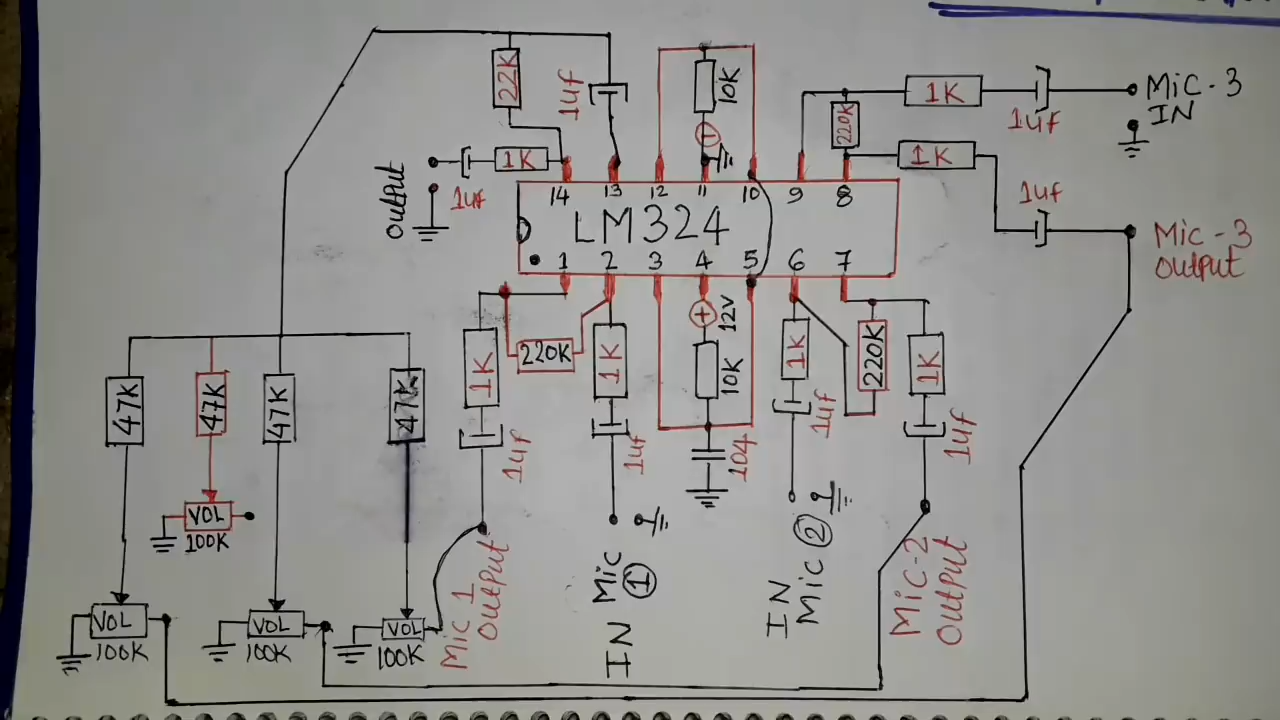 22K
1uf
10K
1K
1uf
MiC-3
IN
220K
1K
output
1uf
1K
1uf
Mic-3
output
14 13 12 11 10 9 8
LM324
1 2 3 4 5 6 7
12V
47K
47K
47K
47K
1K
220K
1K
10K
1K
220K
1K
1uf
1uf
104
1uf
1uf
VOL
100K
VOL
100K
VOL
100K
VOL
100K
Mic 1
output
IN Mic 1
IN
Mic 2
MiC-2
output